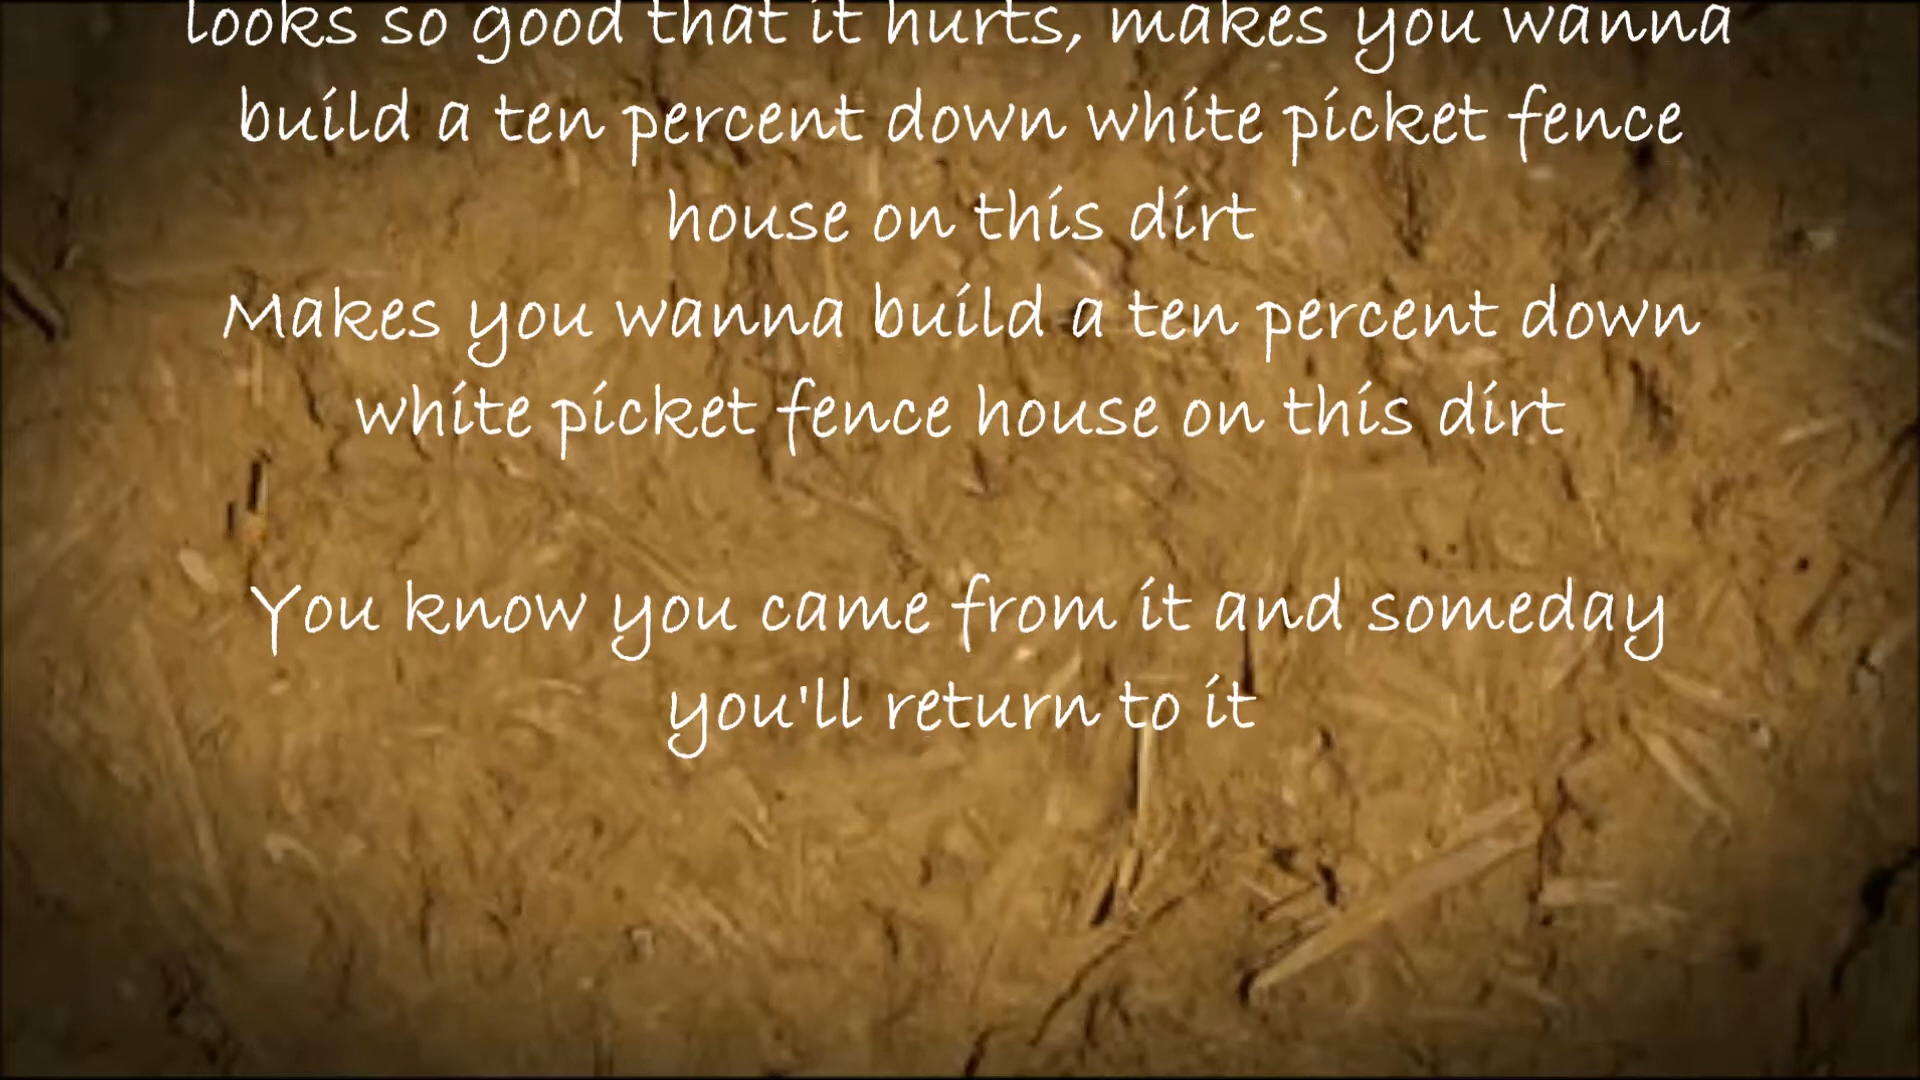 looks so good that it hurts, makes you wanna
build a ten percent down white picket fence
house on this dirt
Makes you wanna build a ten percent down
white picket fence house on this dirt
You know you came from it and someday
you'll return to it